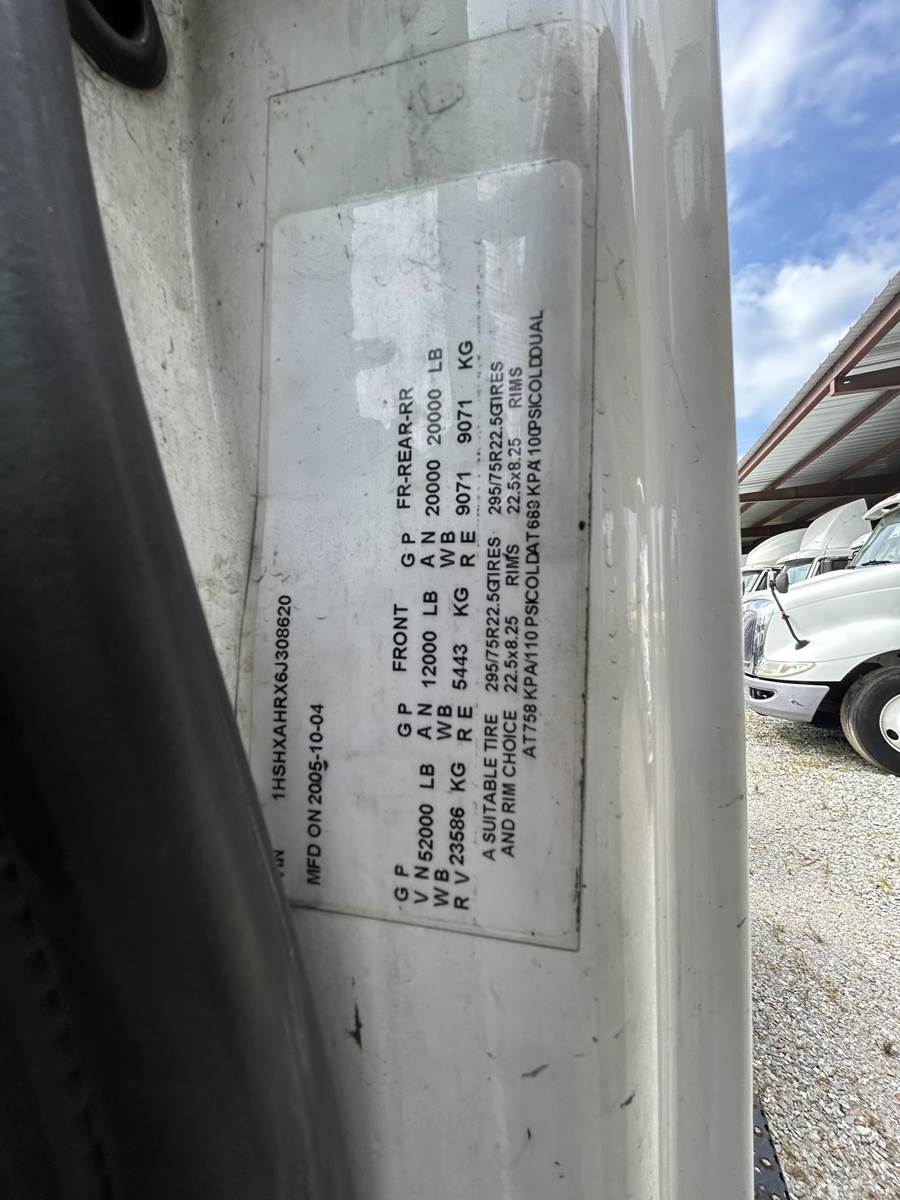 1HSHXAHRX6J308620
MFD ON 2005-10-04
G P G P FRONT G P FR-REAR-RR
V N 52000 LB A N 12000 LB A N 20000 20000 LB
W B W B W B
R V 23586 KG R E 5443 KG R E 9071 9071 KG
A SUITABLE TIRE 295/75R22.5GTIRES 295/75R22.5GTIRES
AND RIM CHOICE 22.5x8.25 RIMS 22.5x8.25 RIMS
AT758 KPA/110 PSICOLDAT 689 KPA/100PSICOLDDUAL